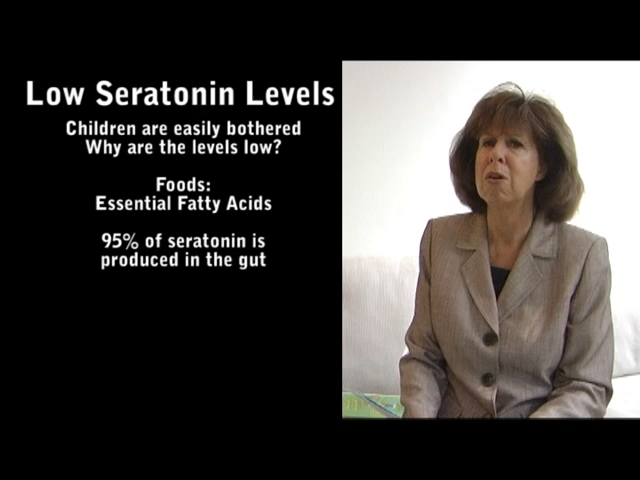 Low Seratonin Levels
Children are easily bothered
Why are the levels low?
Foods:
Essential Fatty Acids
95% of seratonin is
produced in the gut